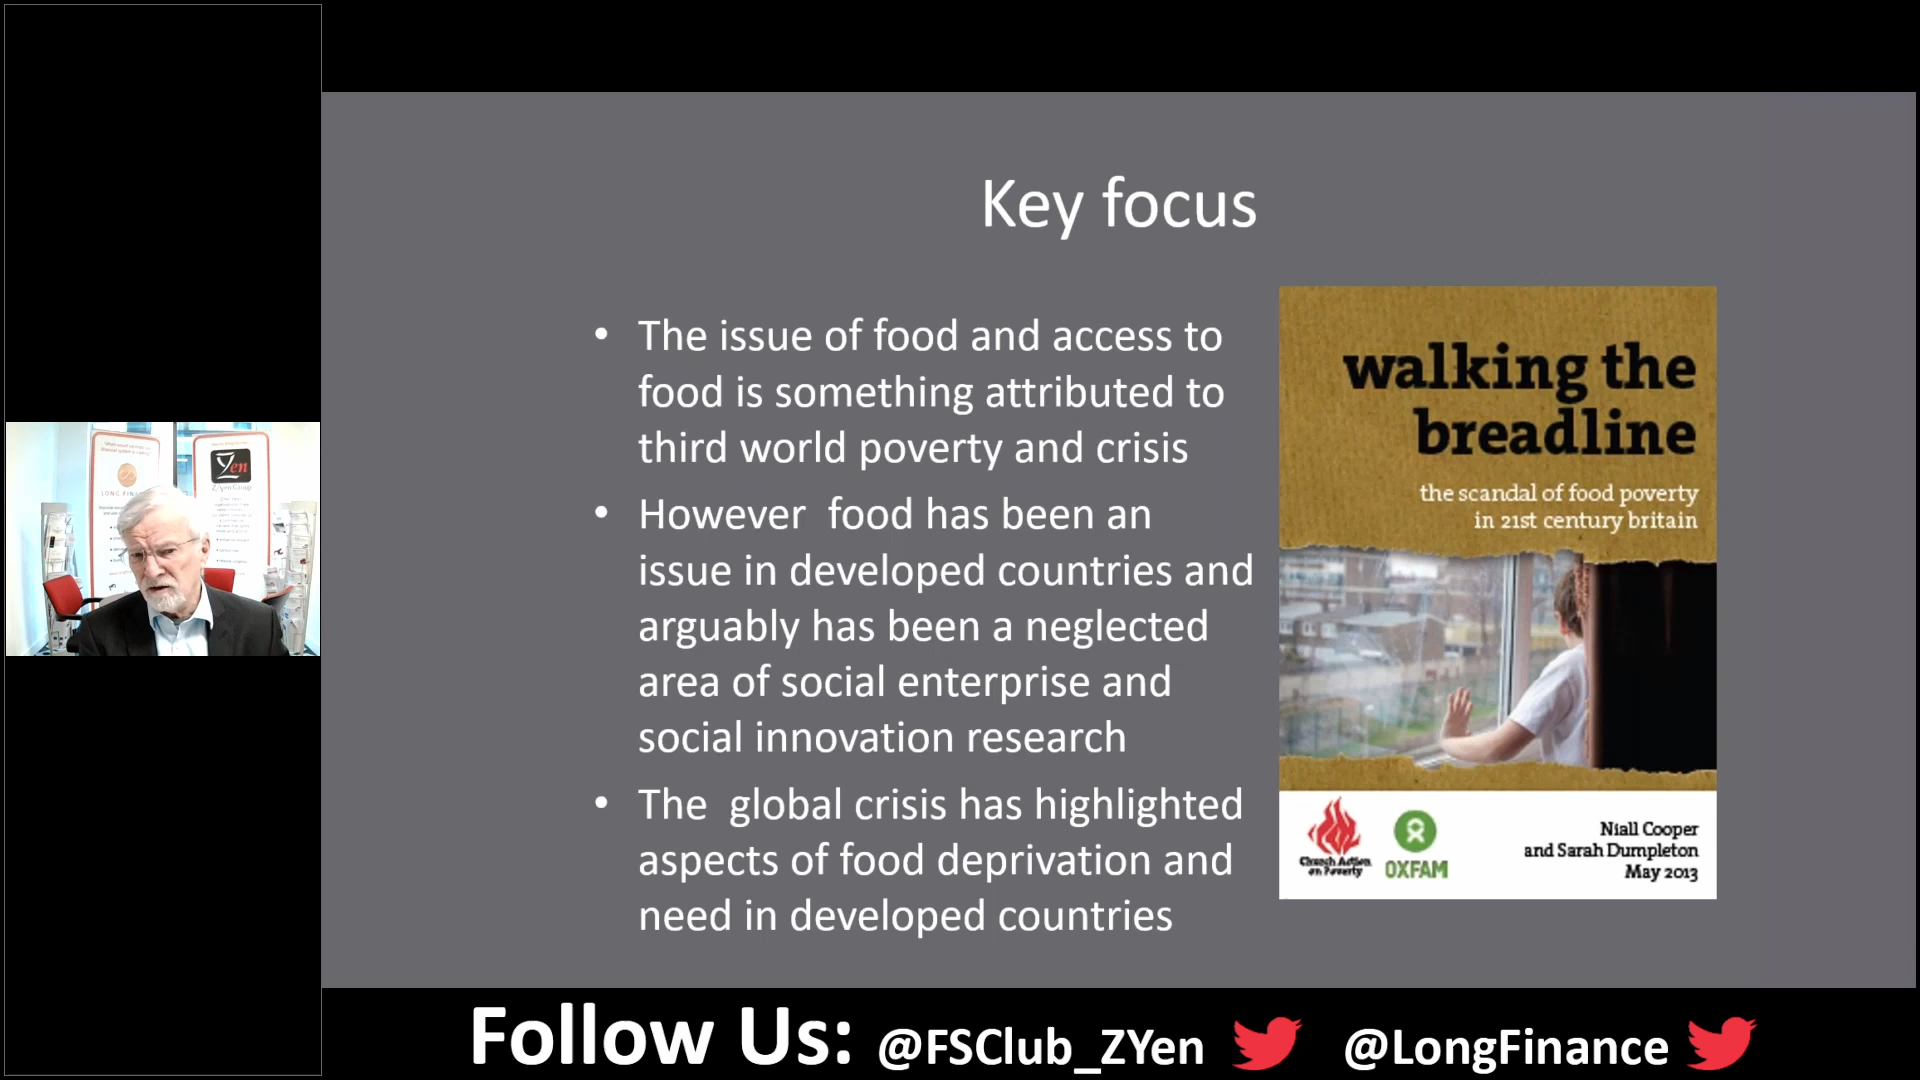 Key focus
• The issue of food and access to
food is something attributed to
third world poverty and crisis
• However  food has been an
issue in developed countries and
arguably has been a neglected
area of social enterprise and
social innovation research
• The  global crisis has highlighted
aspects of food deprivation and
need in developed countries
walking the
breadline
the scandal of food poverty
in 21st century britain
Church Action
on Poverty
OXFAM
Niall Cooper
and Sarah Dumpleton
May 2013
Yen
Z/Yen Group
Follow Us: @FSClub_ZYen @LongFinance